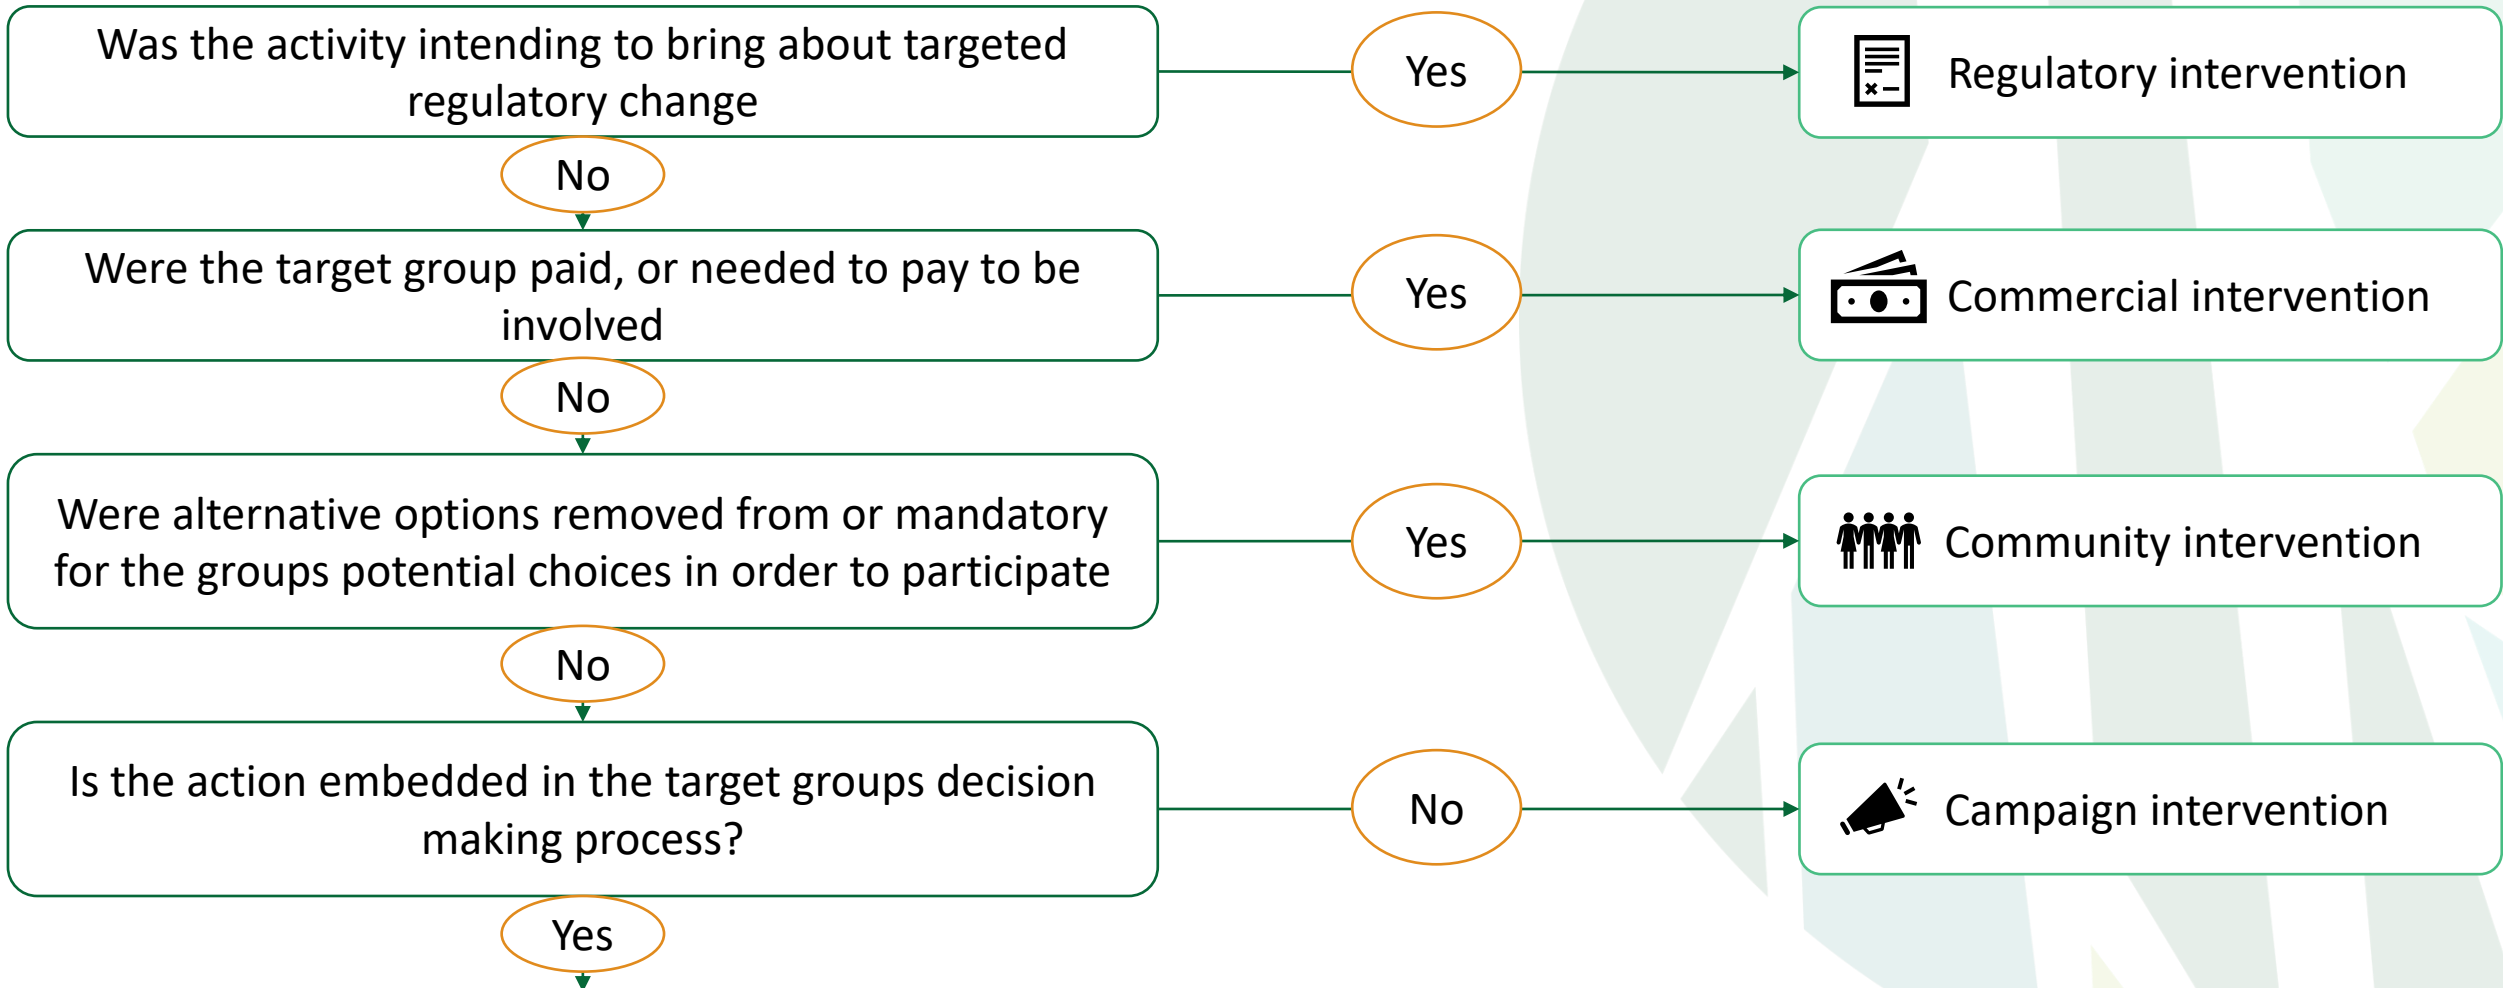 Was the activity intending to bring about targeted
regulatory change
Yes
Regulatory intervention
No
Were the target group paid, or needed to pay to be
involved
Yes
Commercial intervention
No
Were alternative options removed from or mandatory
for the groups potential choices in order to participate
Yes
Community intervention
No
Is the action embedded in the target groups decision
making process?
No
Campaign intervention
Yes